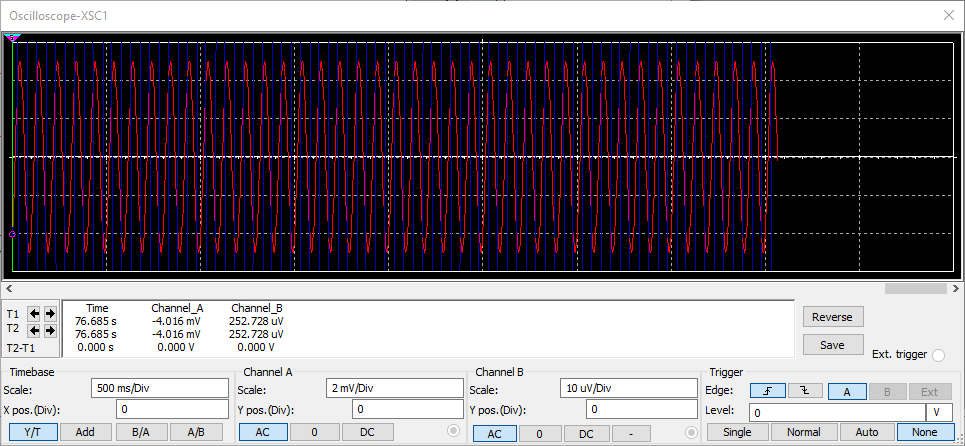 Oscilloscope-XSC1
T1
T2
T2-T1
Time Channel_A Channel_B
76.685 s -4.016 mV 252.728 uV
76.685 s -4.016 mV 252.728 uV
0.000 s 0.000 V 0.000 V
Reverse
Save
Ext. trigger
Timebase
Scale: 500 ms/Div
X pos.(Div): 0
Y/T Add B/A A/B
Channel A
Scale: 2 mV/Div
Y pos.(Div): 0
AC 0 DC
Channel B
Scale: 10 uV/Div
Y pos.(Div): 0
AC 0 DC -
Trigger
Edge: A B Ext
Level: 0 V
Single Normal Auto None